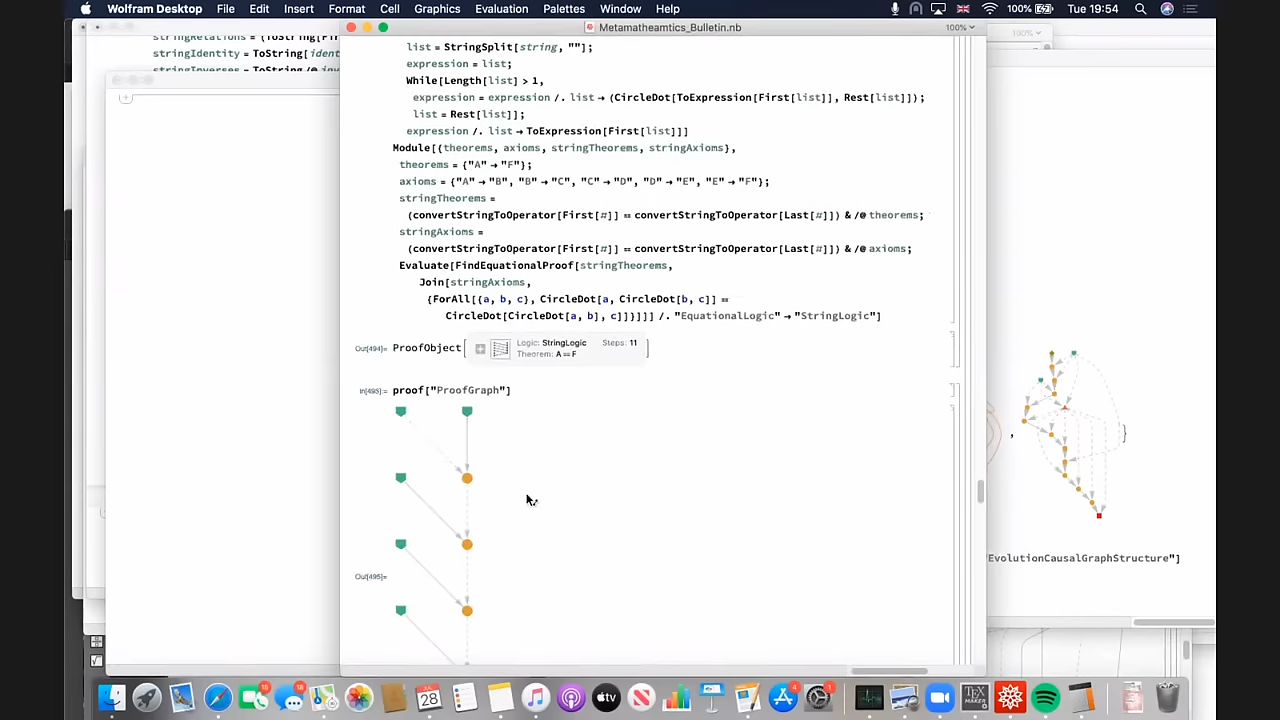 Wolfram Desktop File Edit Insert Format Cell Graphics Evaluation Palettes Window Help 100% Tue 19:54
Metamatheamtics_Bulletin.nb 100%
100%
stringIdentity = ToString[ident
list = StringSplit[string, ""];
expression = list;
While[Length[list] > 1,
expression = expression /. list → (CircleDot[ToExpression[First[list]], Rest[list]]);
list = Rest[list]];
expression /. list → ToExpression[First[list]]]
Module[{theorems, axioms, stringTheorems, stringAxioms},
theorems = {"A" → "F"};
axioms = {"A" → "B", "B" → "C", "C" → "D", "D" → "E", "E" → "F"};
stringTheorems =
(convertStringToOperator[First[#]] == convertStringToOperator[Last[#]]) & /@ theorems;
stringAxioms =
(convertStringToOperator[First[#]] == convertStringToOperator[Last[#]]) & /@ axioms;
Evaluate[FindEquationalProof[stringTheorems,
Join[stringAxioms,
{ForAll[{a, b, c}, CircleDot[a, CircleDot[b, c]] ==
CircleDot[CircleDot[a, b], c]]}]]] /. "EquationalLogic" → "StringLogic"]
Out[494]= ProofObject[ Logic: StringLogic Steps: 11
Theorem: A == F ]
In[495]:= proof["ProofGraph"]
, }
Out[495]=
EvolutionCausalGraphStructure"]